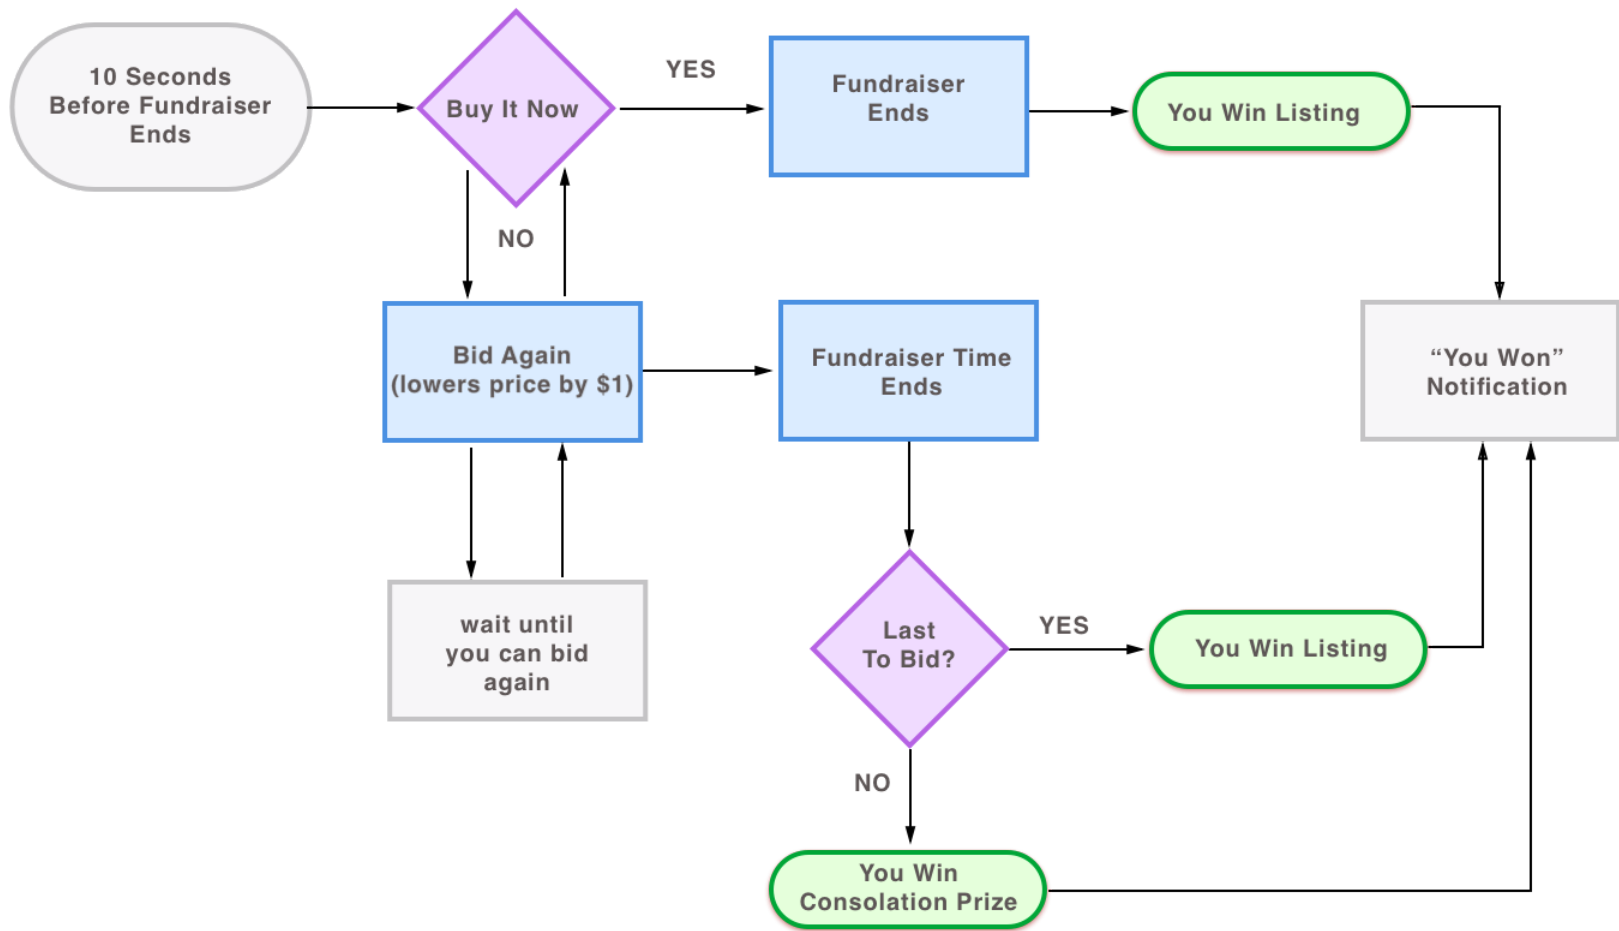 10 Seconds
Before Fundraiser
Ends
Buy It Now
YES
Fundraiser
Ends
You Win Listing
NO
Bid Again
(lowers price by $1)
Fundraiser Time
Ends
“You Won”
Notification
wait until
you can bid
again
Last
To Bid?
YES
You Win Listing
NO
You Win
Consolation Prize